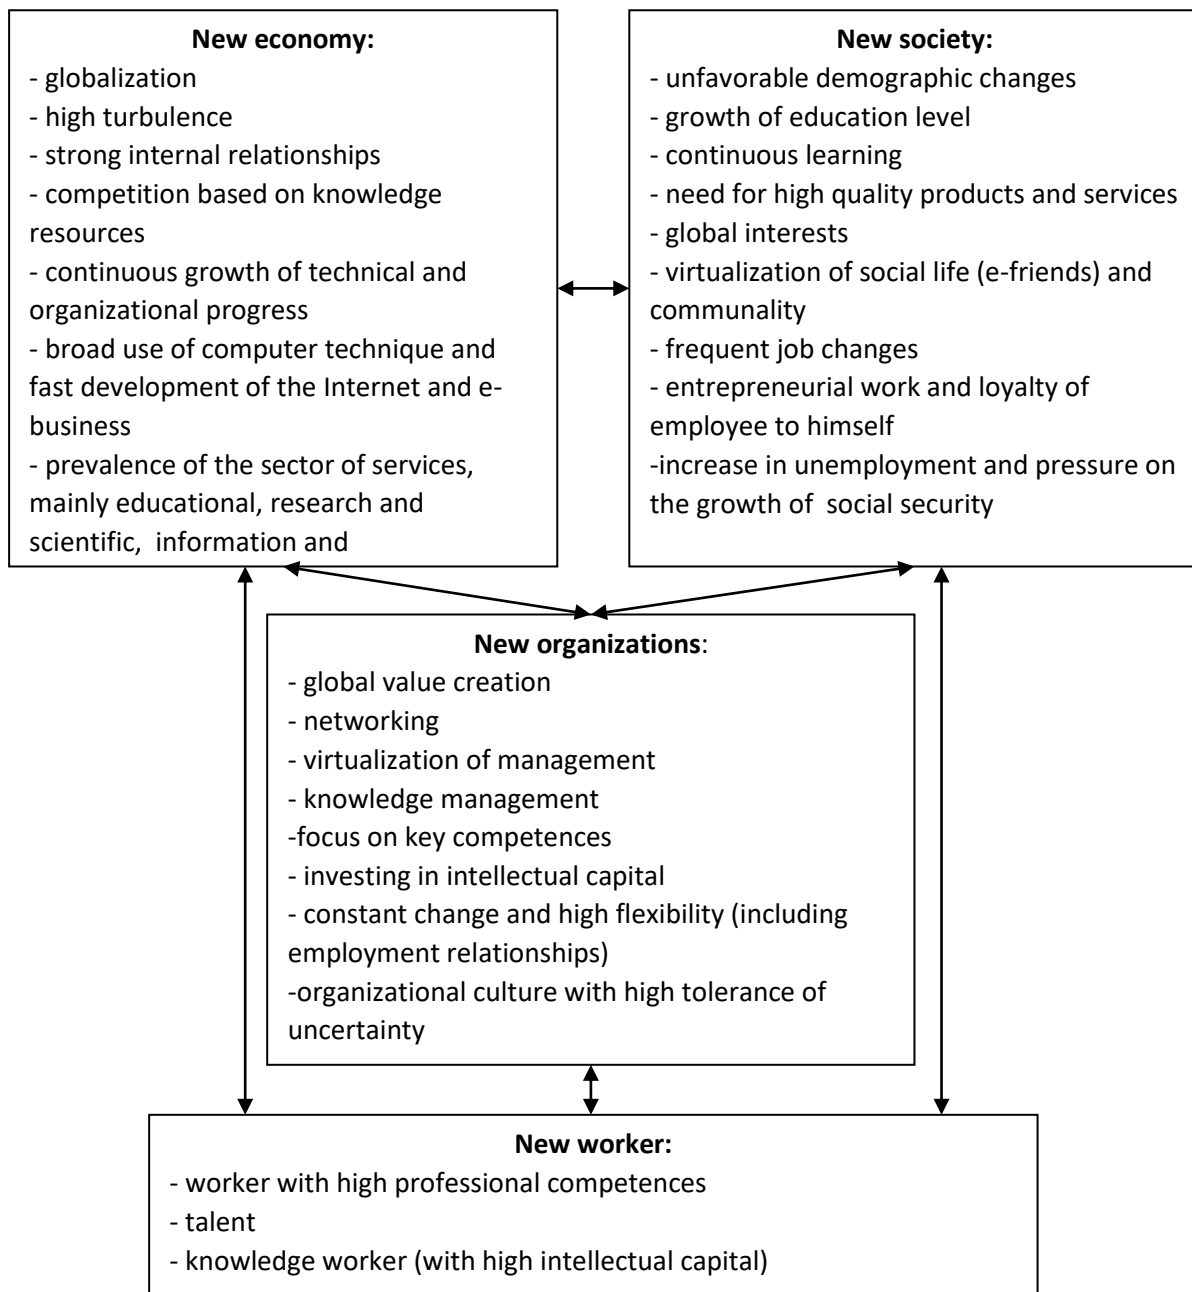 New economy:
- globalization
- high turbulence
- strong internal relationships
- competition based on knowledge
resources
- continuous growth of technical and
organizational progress
- broad use of computer technique and
fast development of the Internet and e-
business
- prevalence of the sector of services,
mainly educational, research and
scientific,  information and
New society:
- unfavorable demographic changes
- growth of education level
- continuous learning
- need for high quality products and services
- global interests
- virtualization of social life (e-friends) and
communality
- frequent job changes
- entrepreneurial work and loyalty of
employee to himself
-increase in unemployment and pressure on
the growth of  social security
New organizations:
- global value creation
- networking
- virtualization of management
- knowledge management
-focus on key competences
- investing in intellectual capital
- constant change and high flexibility (including
employment relationships)
-organizational culture with high tolerance of
uncertainty
New worker:
- worker with high professional competences
- talent
- knowledge worker (with high intellectual capital)